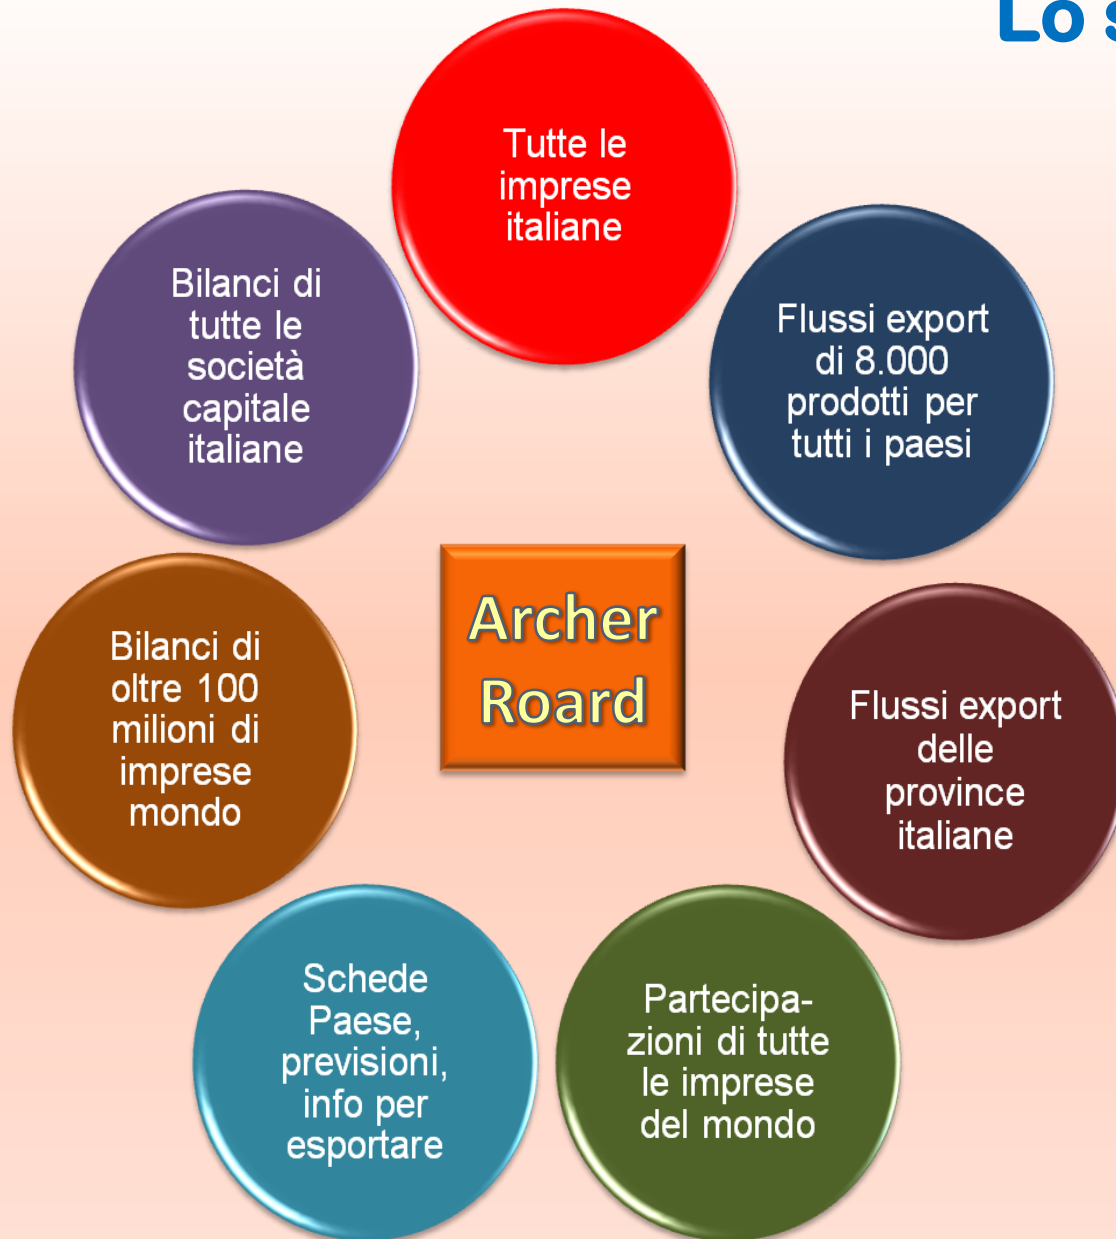 Lo s
Tutte le
imprese
italiane
Bilanci di
tutte le
società
capitale
italiane
Flussi export
di 8.000
prodotti per
tutti i paesi
Archer
Roard
Bilanci di
oltre 100
milioni di
imprese
mondo
Flussi export
delle
province
italiane
Schede
Paese,
previsioni,
info per
esportare
Partecipa-
zioni di tutte
le imprese
del mondo